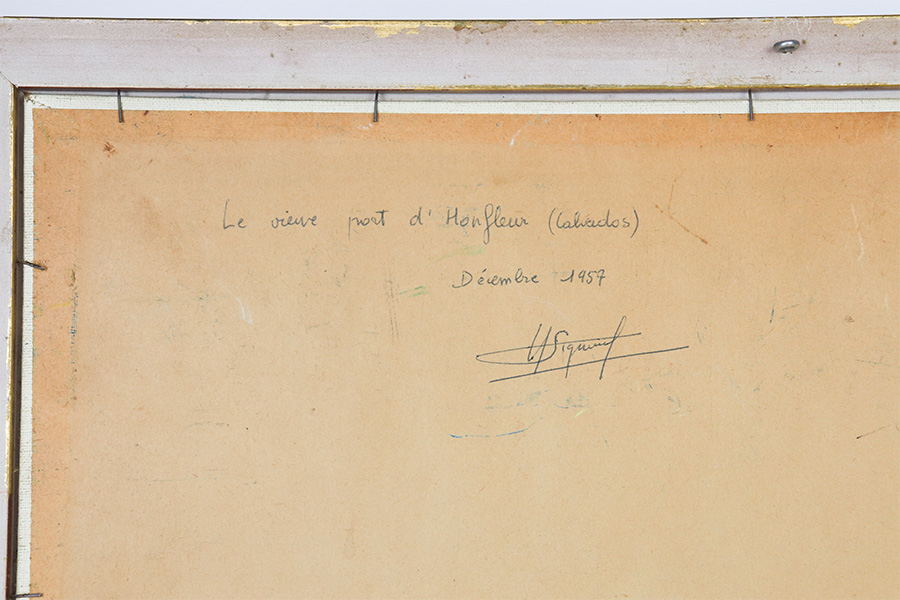 Le vieux port d'Honfleur (Calvados)
Décembre 1957